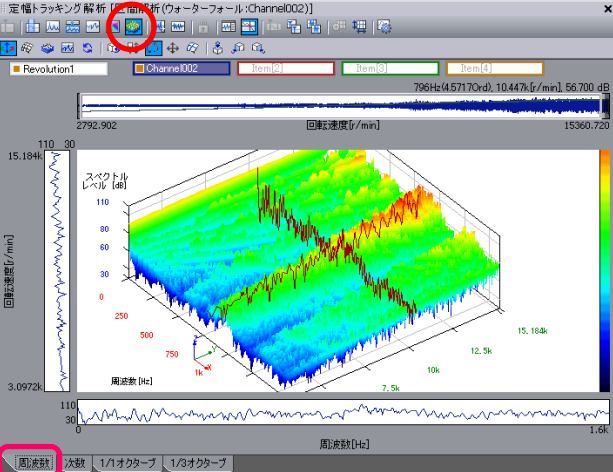 定幅トラッキング解析 [区間解析(ウォーターフォール:Channel002)]
Revolution1 Channel002 Item[2] Item[3] Item[4]
796Hz(4.5717Ord), 10.447k[r/min], 56.700 dB
2792.902 回転速度[r/min] 15360.720
110 30
15.184k
回転速度[r/min]
3.0972k
スペクトル
レベル [dB]
110
80
60
30
0
250
500
750
1k
周波数 [Hz]
Z
Y
X
15.184k
12.5k
10k
7.5k
110
30
0 1.6k
周波数[Hz]
周波数 次数 1/1オクターブ 1/3オクターブ